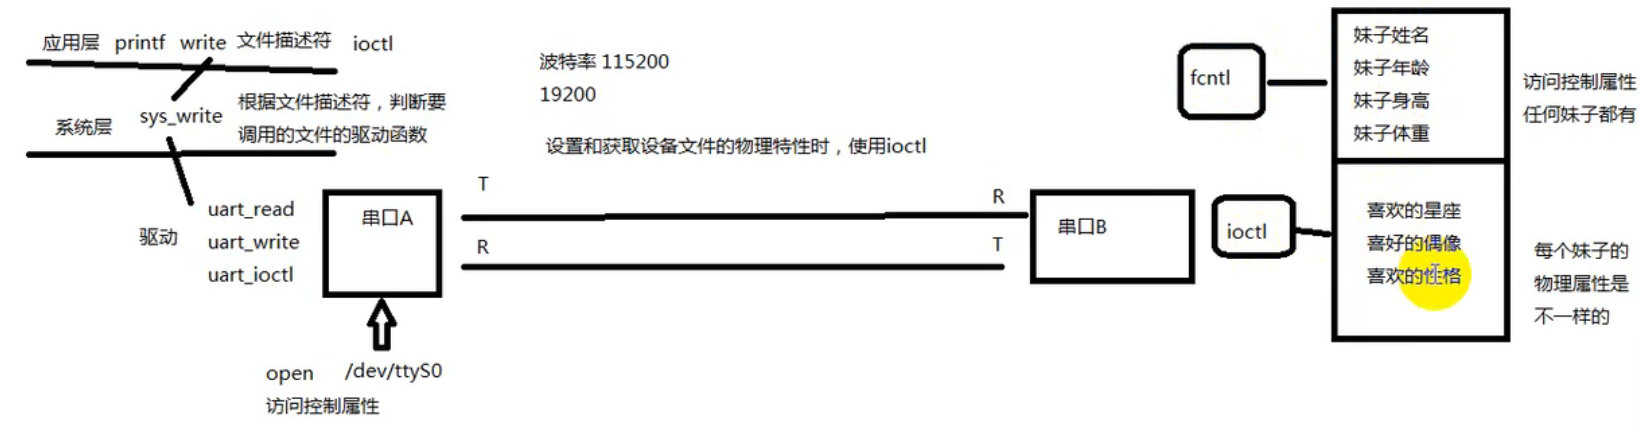 应用层 printf write 文件描述符 ioctl
系统层 sys_write 根据文件描述符，判断要
调用的文件的驱动函数
驱动
uart_read
uart_write
uart_ioctl
串口A
open /dev/ttyS0
访问控制属性
波特率 115200
19200
设置和获取设备文件的物理特性时，使用ioctl
T
R
R
T
串口B
fcntl
妹子姓名
妹子年龄
妹子身高
妹子体重
访问控制属性
任何妹子都有
ioctl
喜欢的星座
喜好的偶像
喜欢的性格
每个妹子的
物理属性是
不一样的